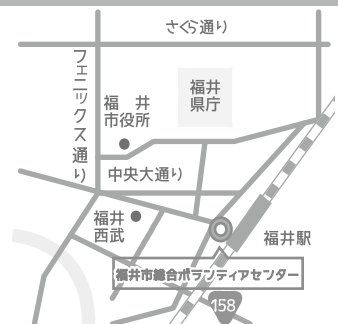 さくら通り
フェニックス通り
福井
県庁
福 井
市役所
中央大通り
福井
西武
福井駅
福井市総合ボランティアセンター
158